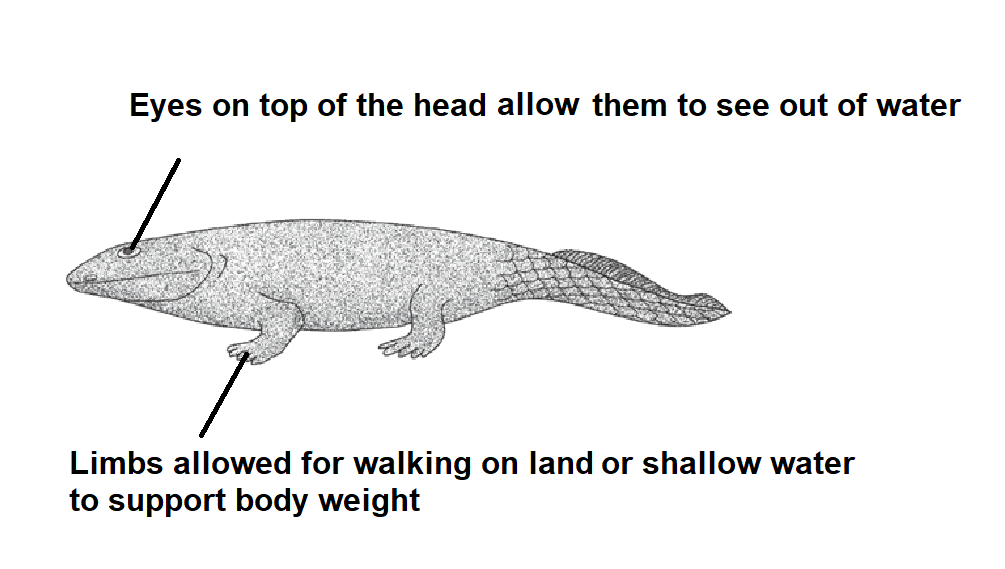 Eyes on top of the head allow them to see out of water
Limbs allowed for walking on land or shallow water
to support body weight